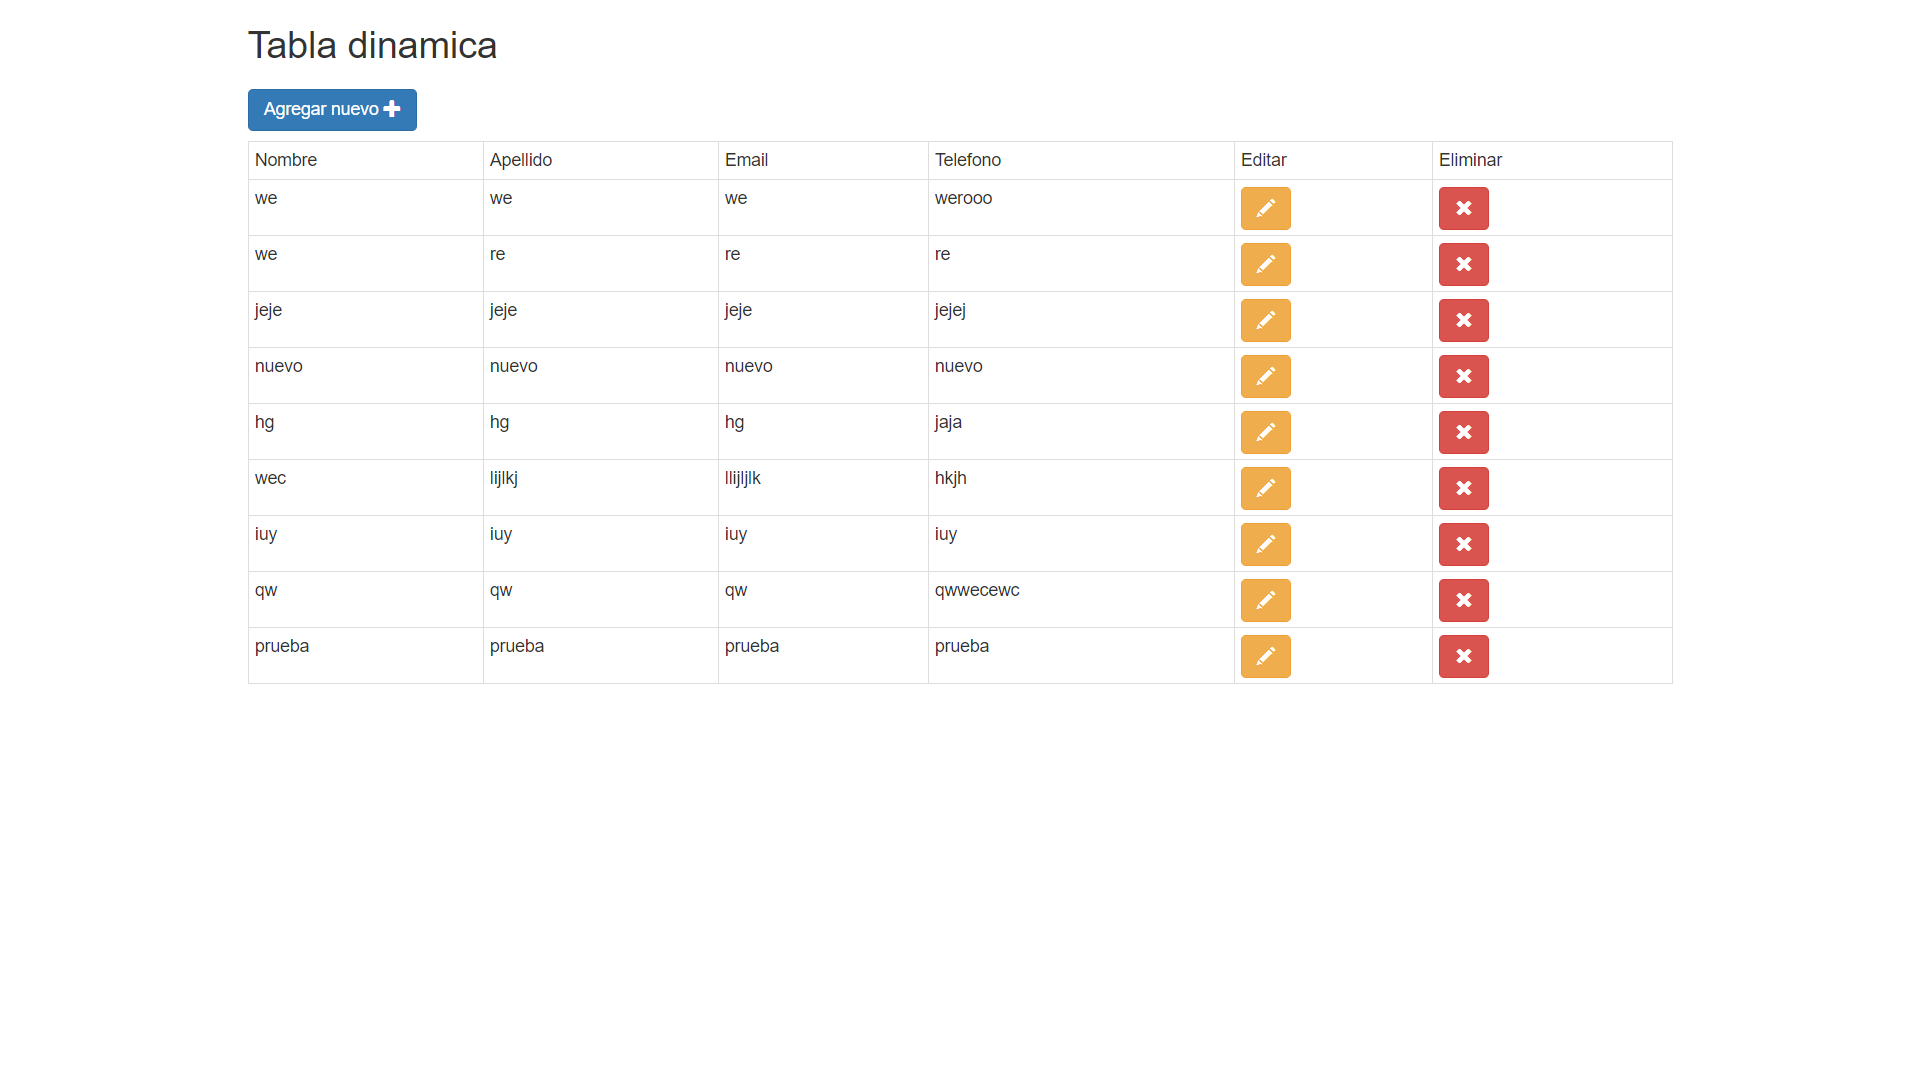 Tabla dinamica
Agregar nuevo
Nombre Apellido Email Telefono Editar Eliminar
we we we werooo
we re re re
jeje jeje jeje jejej
nuevo nuevo nuevo nuevo
hg hg hg jaja
wec lijlkj llijljlk hkjh
iuy iuy iuy iuy
qw qw qw qwwecewc
prueba prueba prueba prueba